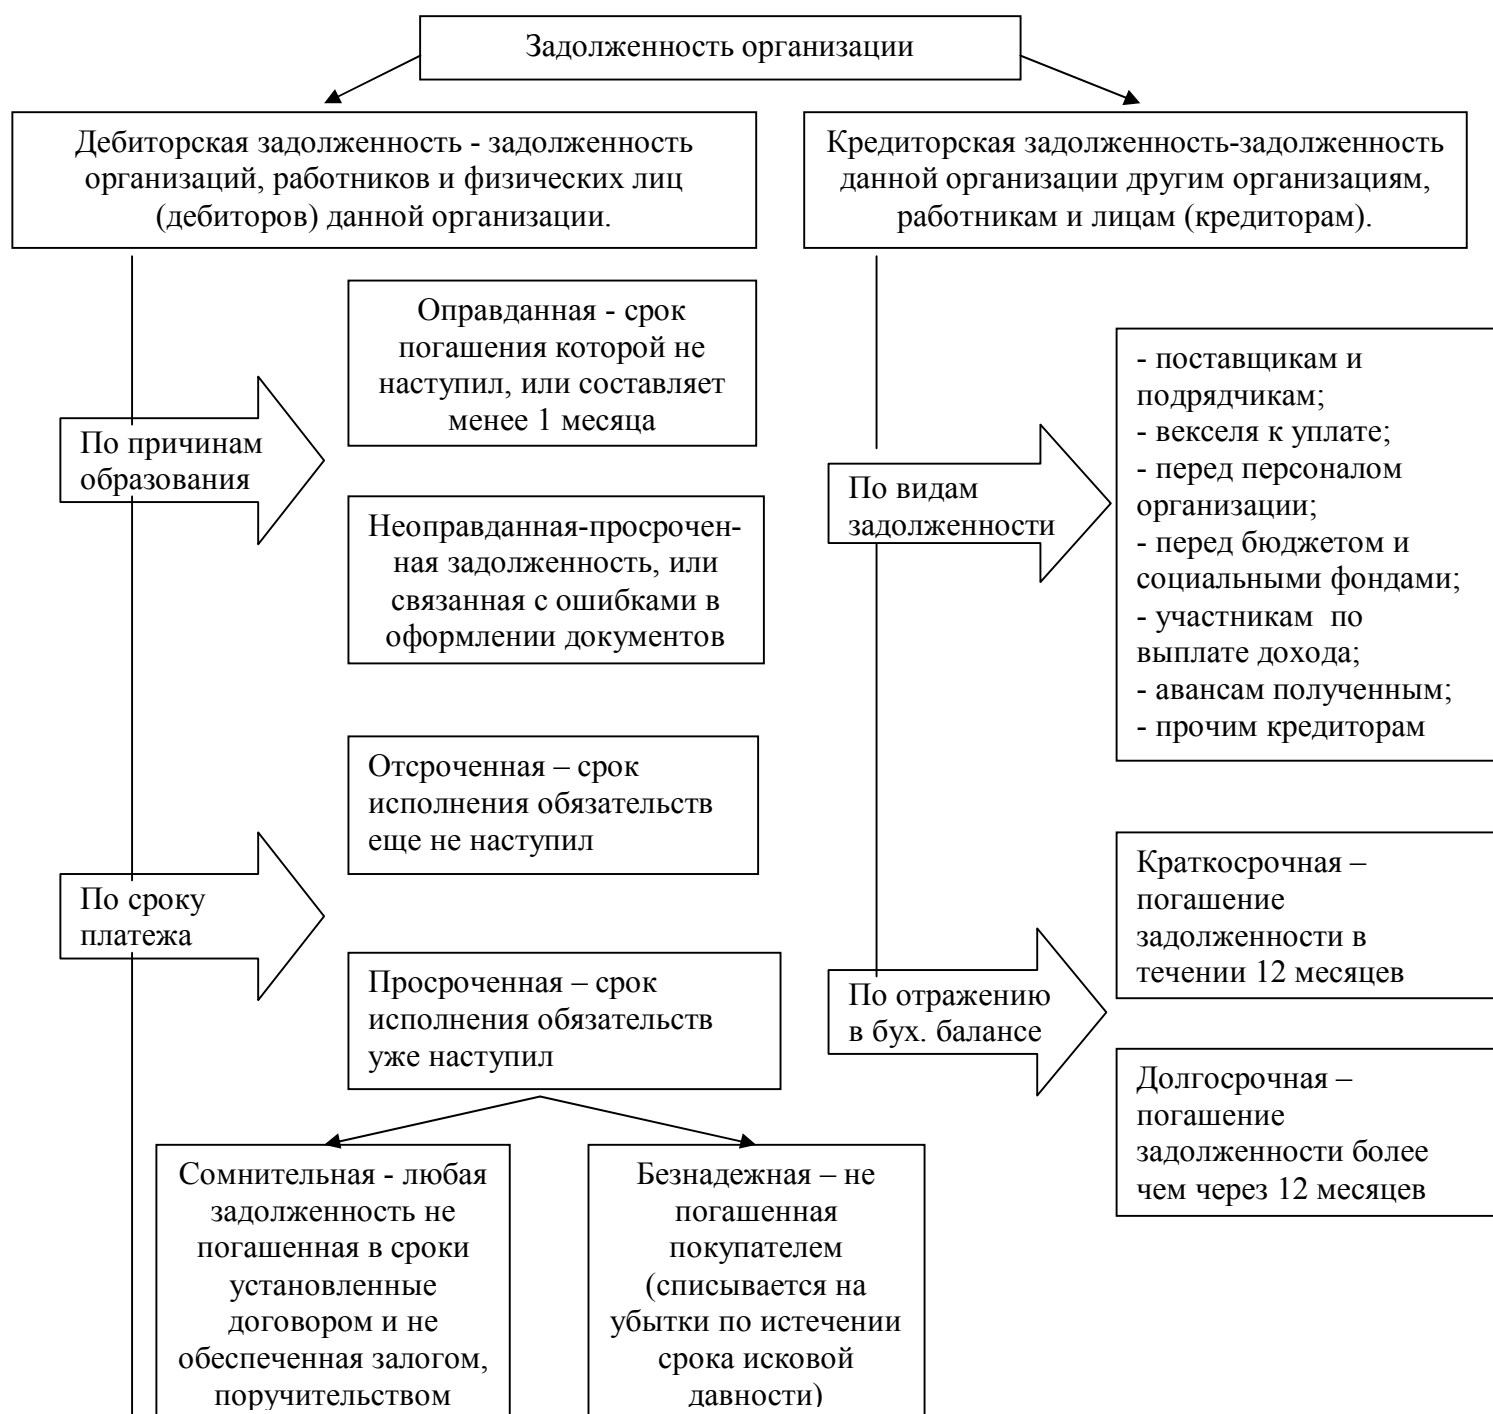 Задолженность организации
Дебиторская задолженность - задолженность
организаций, работников и физических лиц
(дебиторов) данной организации.
Кредиторская задолженность-задолженность
данной организации другим организациям,
работникам и лицам (кредиторам).
По причинам
образования
Оправданная - срок
погашения которой не
наступил, или составляет
менее 1 месяца
Неоправданная-просрочен-
ная задолженность, или
связанная с ошибками в
оформлении документов
По сроку
платежа
Отсроченная – срок
исполнения обязательств
еще не наступил
Просроченная – срок
исполнения обязательств
уже наступил
Сомнительная - любая
задолженность не
погашенная в сроки
установленные
договором и не
обеспеченная залогом,
поручительством
Безнадежная – не
погашенная
покупателем
(списывается на
убытки по истечении
срока исковой
давности)
По видам
задолженности
- поставщикам и
подрядчикам;
- векселя к уплате;
- перед персоналом
организации;
- перед бюджетом и
социальными фондами;
- участникам по
выплате дохода;
- авансам полученным;
- прочим кредиторам
По отражению
в бух. балансе
Краткосрочная –
погашение
задолженности в
течении 12 месяцев
Долгосрочная –
погашение
задолженности более
чем через 12 месяцев